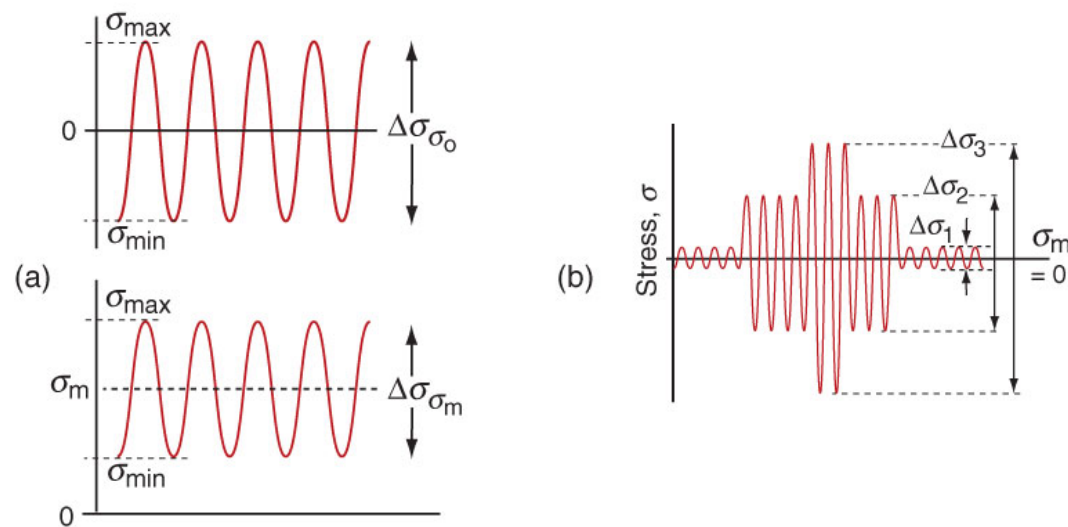 σmax
0
Δσσo
σmin
(a)
σmax
σm
Δσσm
σmin
0
Stress, σ
Δσ3
Δσ2
Δσ1
σm
= 0
(b)